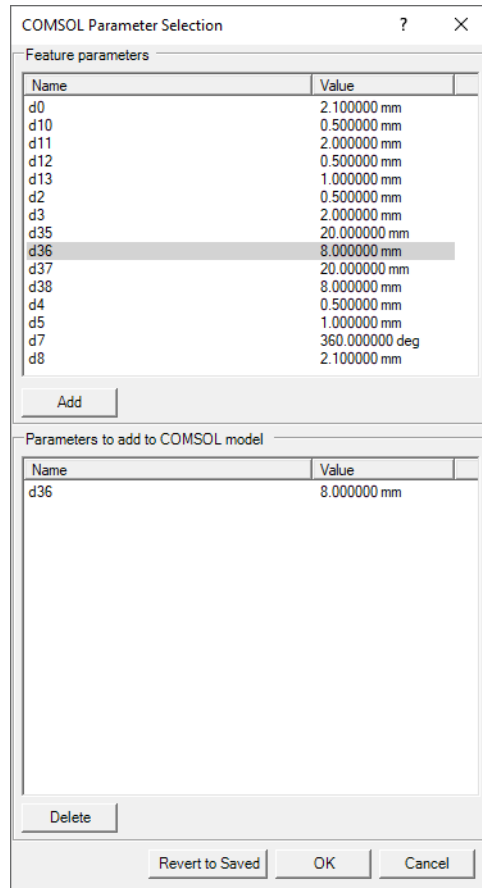 COMSOL Parameter Selection ? ×
Feature parameters
Name Value
d0 2.100000 mm
d10 0.500000 mm
d11 2.000000 mm
d12 0.500000 mm
d13 1.000000 mm
d2 0.500000 mm
d3 2.000000 mm
d35 20.000000 mm
d36 8.000000 mm
d37 20.000000 mm
d38 8.000000 mm
d4 0.500000 mm
d5 1.000000 mm
d7 360.000000 deg
d8 2.100000 mm
Add
Parameters to add to COMSOL model
Name Value
d36 8.000000 mm
Delete
Revert to Saved OK Cancel